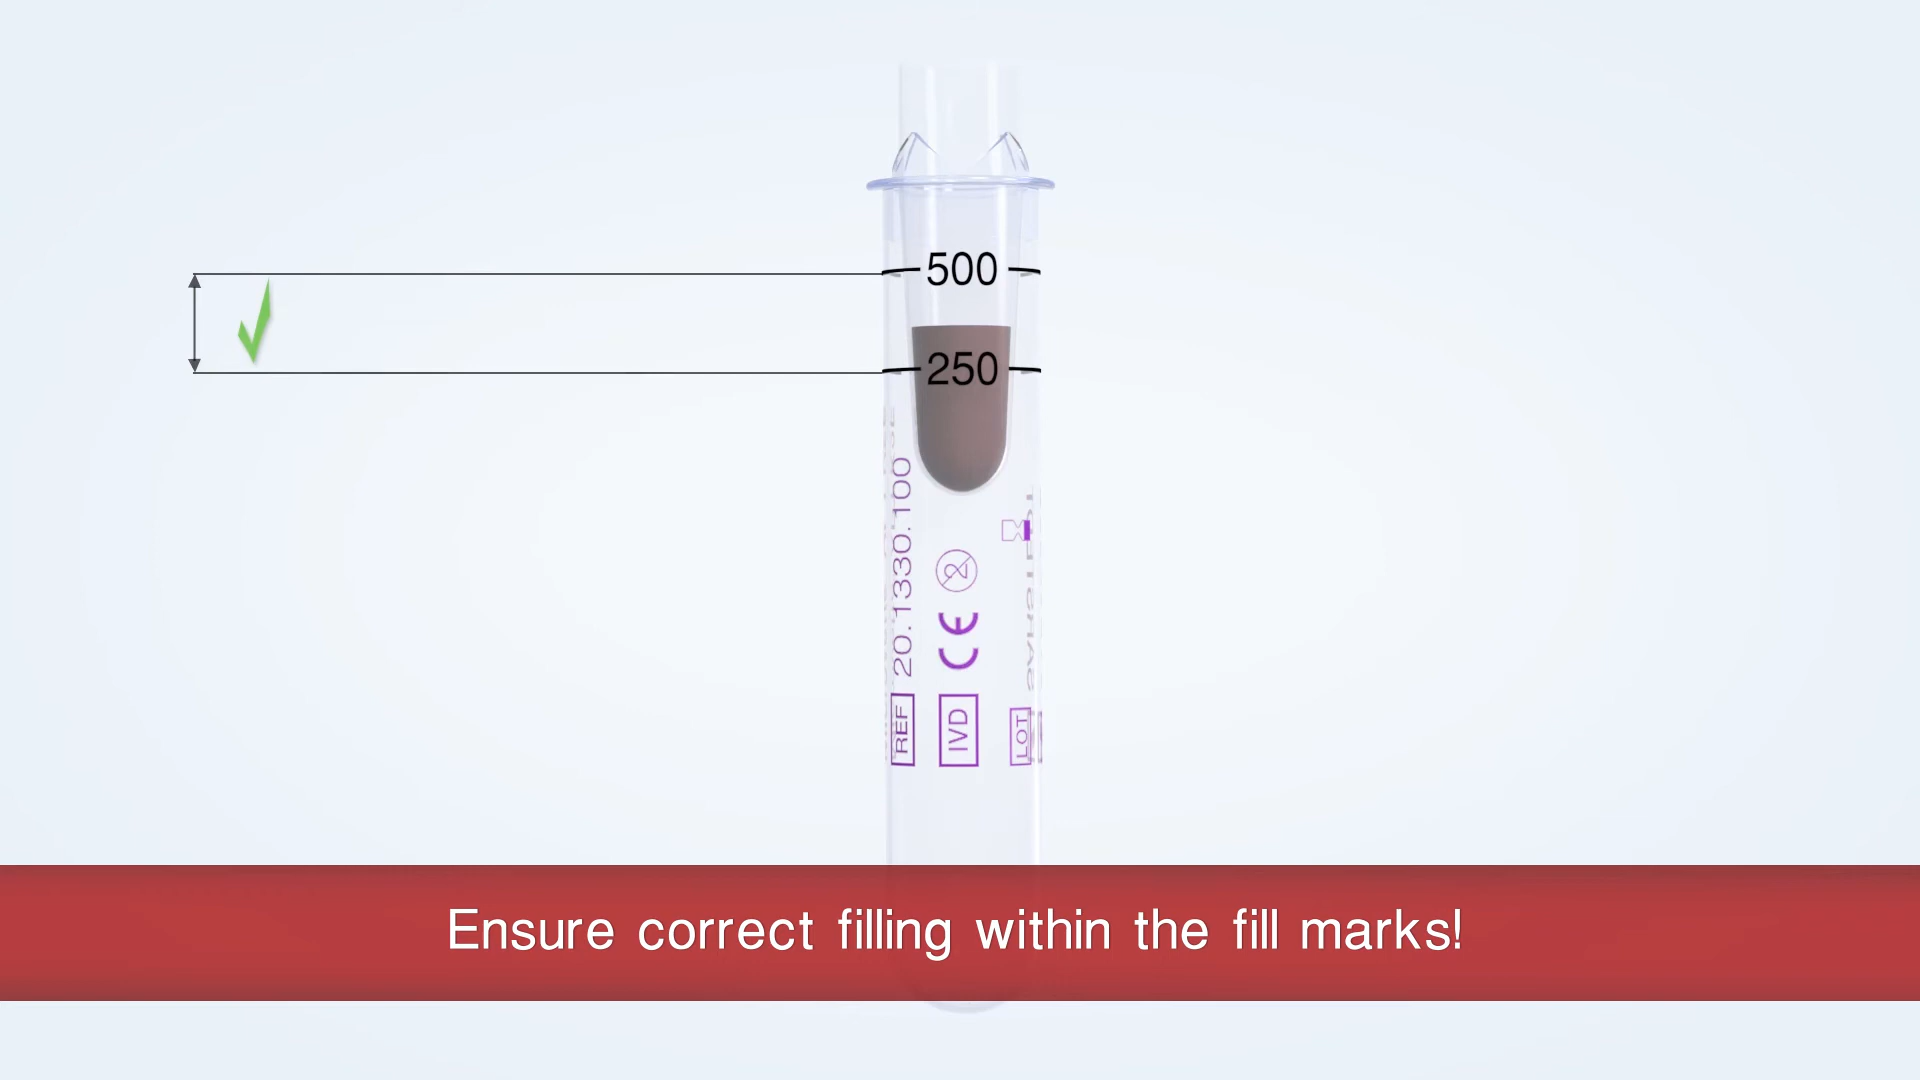 500
250
REF 20.1330.100
IVD CE
LOT
Ensure correct filling within the fill marks!